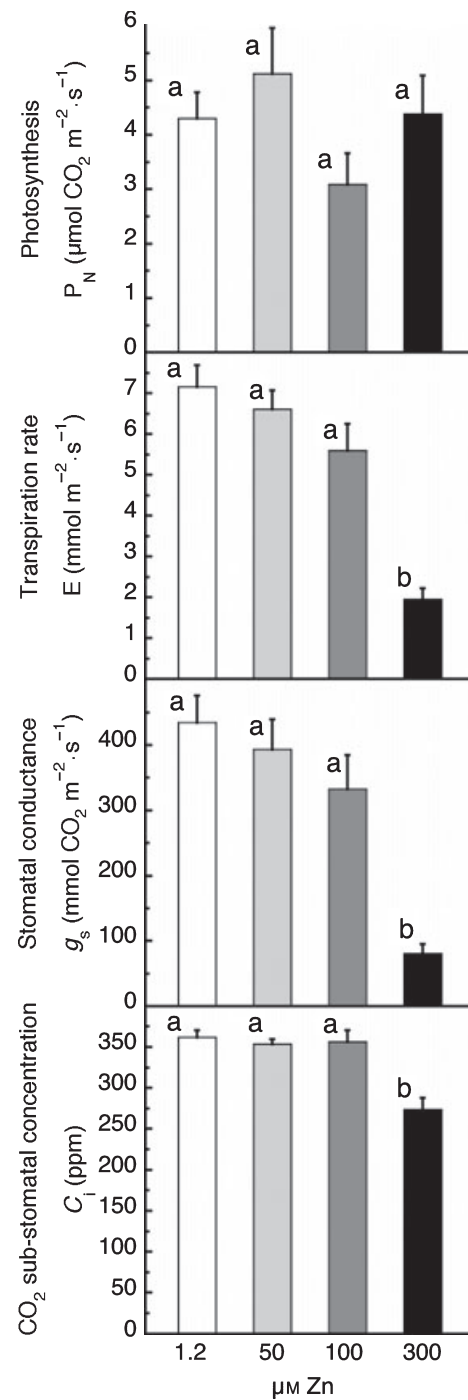 Photosynthesis
P_N (µmol CO₂ m⁻²·s⁻¹)
6
5
4
3
2
1
0
a
a
a
a
Transpiration rate
E (mmol m⁻²·s⁻¹)
7
6
5
4
3
2
1
0
a
a
a
b
Stomatal conductance
gₛ (mmol CO₂ m⁻²·s⁻¹)
400
300
200
100
0
a
a
a
b
CO₂ sub-stomatal concentration
Cᵢ (ppm)
350
300
250
200
150
100
50
0
a
a
a
b
1.2 50 100 300
µM Zn